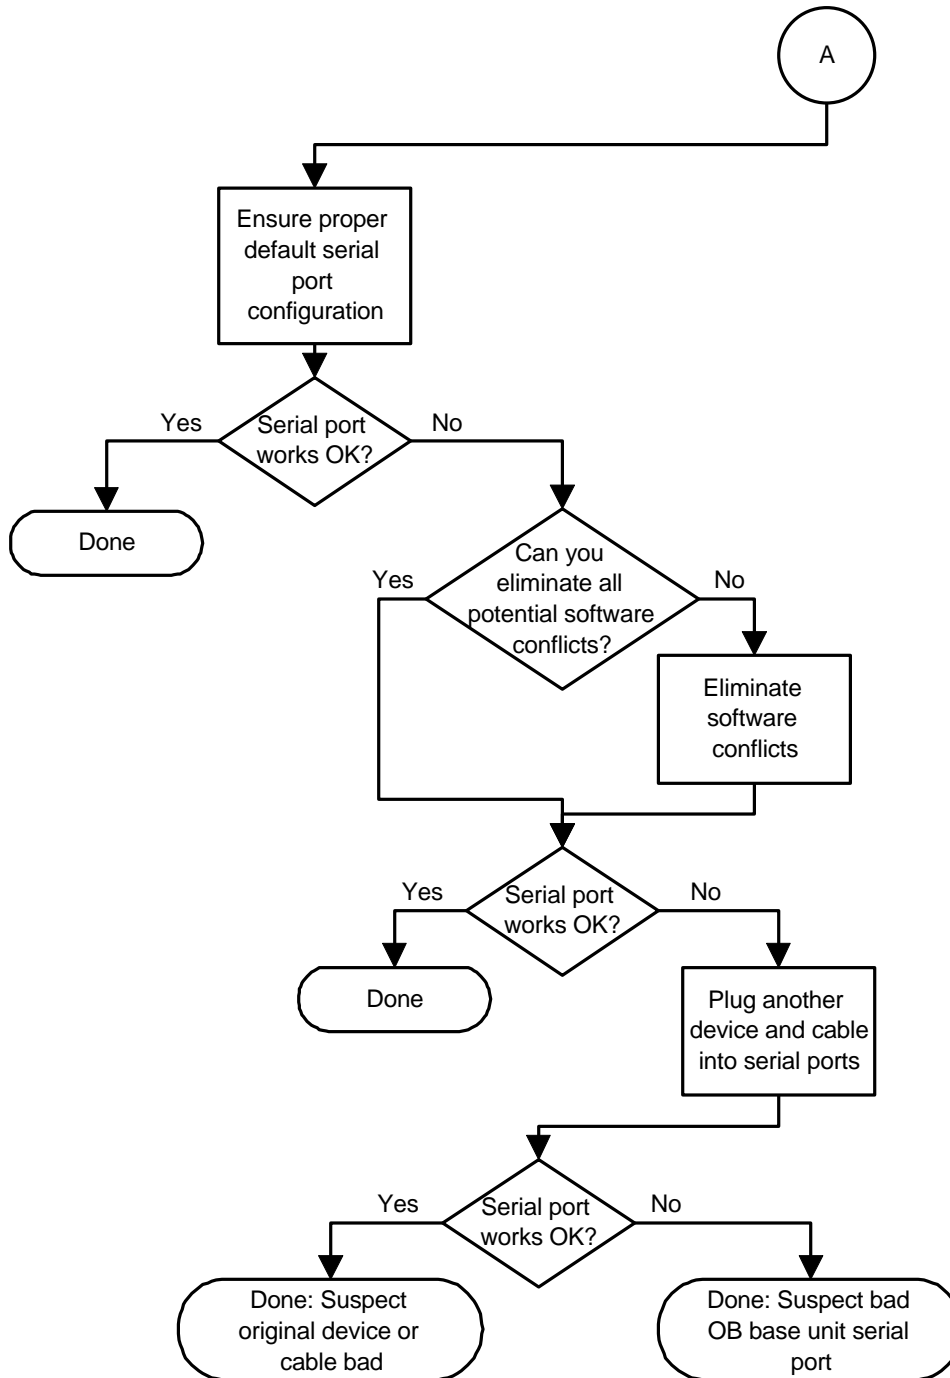 A
Ensure proper
default serial
port
configuration
Yes
Serial port
works OK?
No
Done
Can you
eliminate all
potential software
conflicts?
Yes
No
Eliminate
software
conflicts
Yes
Serial port
works OK?
No
Done
Plug another
device and cable
into serial ports
Yes
Serial port
works OK?
No
Done: Suspect
original device or
cable bad
Done: Suspect bad
OB base unit serial
port